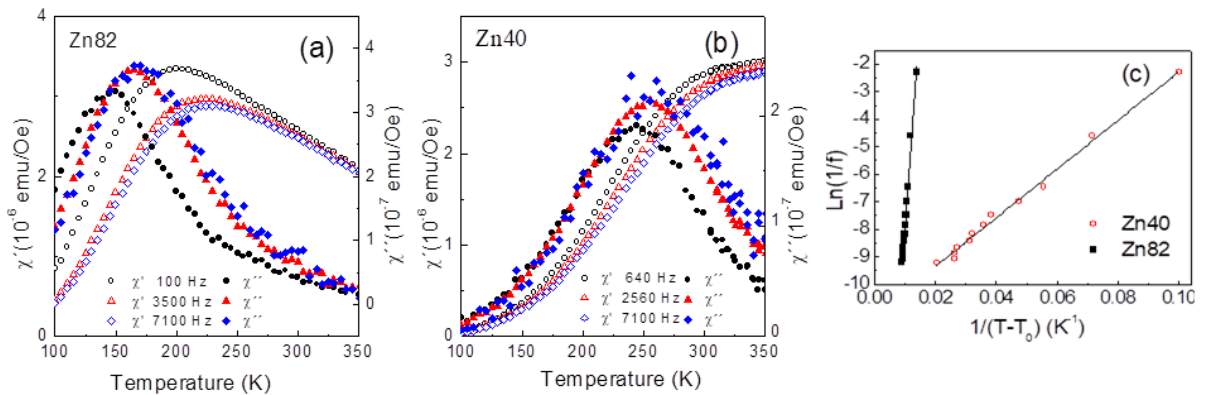 Zn82
(a)
χ´(10⁻⁶ emu/Oe)
4
2
0
4
3
2
1
0
χ´´(10⁻⁷ emu/Oe)
χ' 100 Hz χ´´
χ' 3500 Hz χ´´
χ' 7100 Hz χ´´
100 150 200 250 300 350
Temperature (K)
Zn40
(b)
χ´(10⁻⁶ emu/Oe)
3
2
1
0
2
1
0
χ´´(10⁻⁷ emu/Oe)
χ' 640 Hz χ´´
χ' 2560 Hz χ´´
χ' 7100 Hz χ´´
100 150 200 250 300 350
Temperature (K)
(c)
Ln(1/f)
-2
-3
-4
-5
-6
-7
-8
-9
-10
Zn40
Zn82
0.00 0.02 0.04 0.06 0.08 0.10
1/(T-T₀) (K⁻¹)